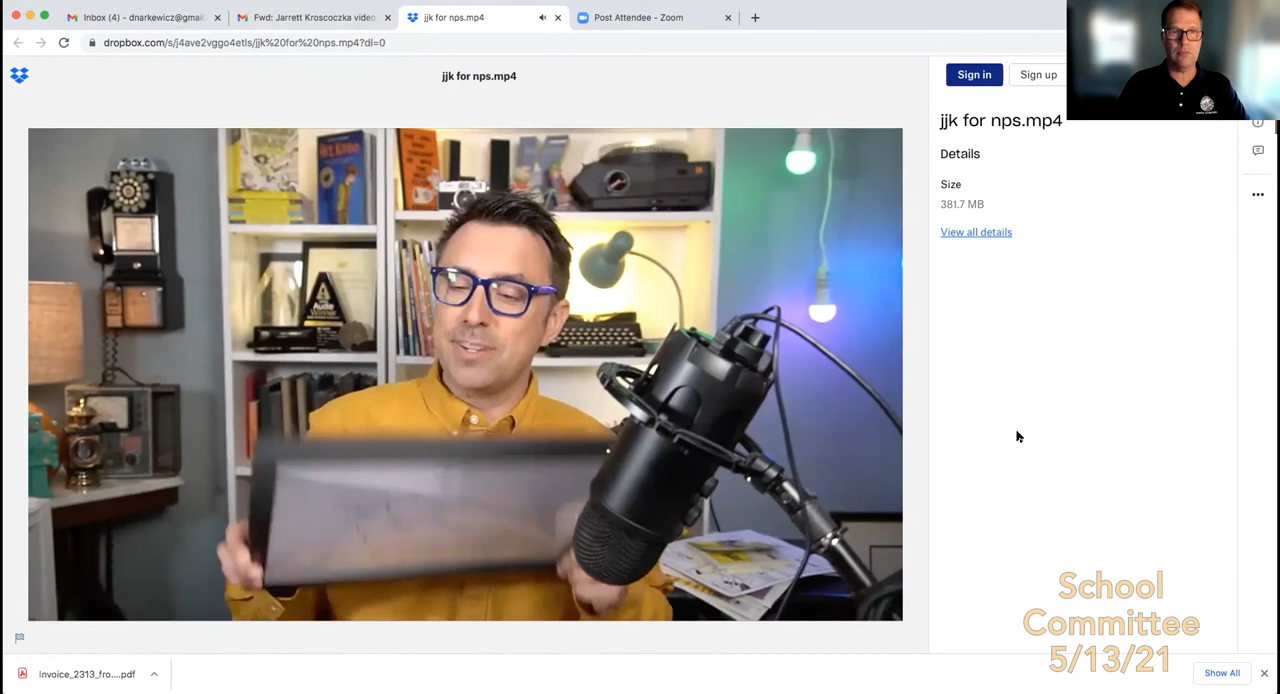 Inbox (4) - dnarkewicz@gmail.
Fwd: Jarrett Kroscoczka video
jjk for nps.mp4
Post Attendee - Zoom
dropbox.com/s/j4ave2vggo4etls/jjk%20for%20nps.mp4?dl=0
jjk for nps.mp4
Sign in
Sign up
jjk for nps.mp4
Details
Size
381.7 MB
View all details
Audie
Winner
School
Committee
5/13/21
Invoice_2313_fro....pdf
Show All